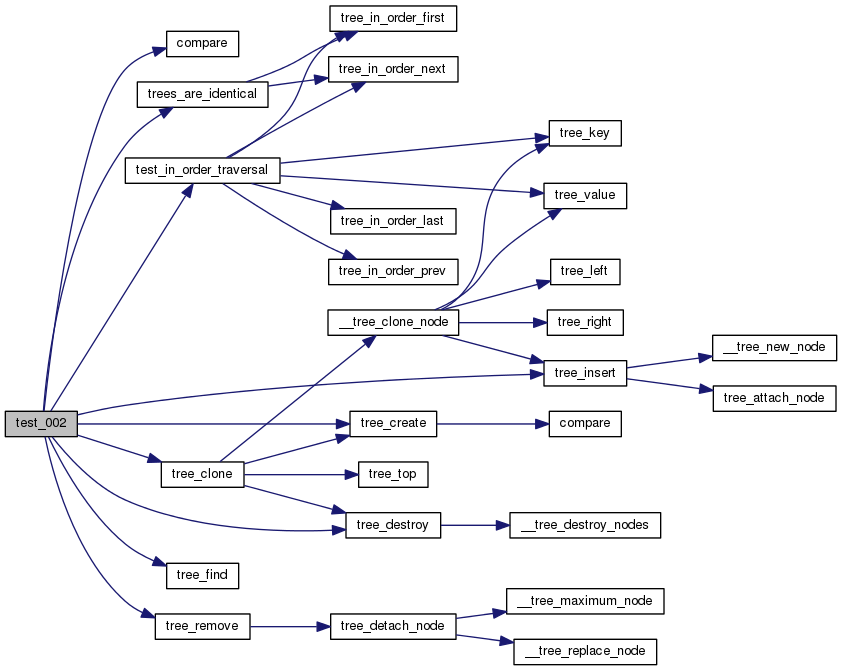 tree_in_order_first
compare
tree_in_order_next
trees_are_identical
tree_key
test_in_order_traversal
tree_value
tree_in_order_last
tree_in_order_prev
tree_left
__tree_clone_node
tree_right
__tree_new_node
tree_insert
tree_attach_node
test_002
tree_create
compare
tree_clone
tree_top
tree_destroy
__tree_destroy_nodes
tree_find
__tree_maximum_node
tree_remove
tree_detach_node
__tree_replace_node